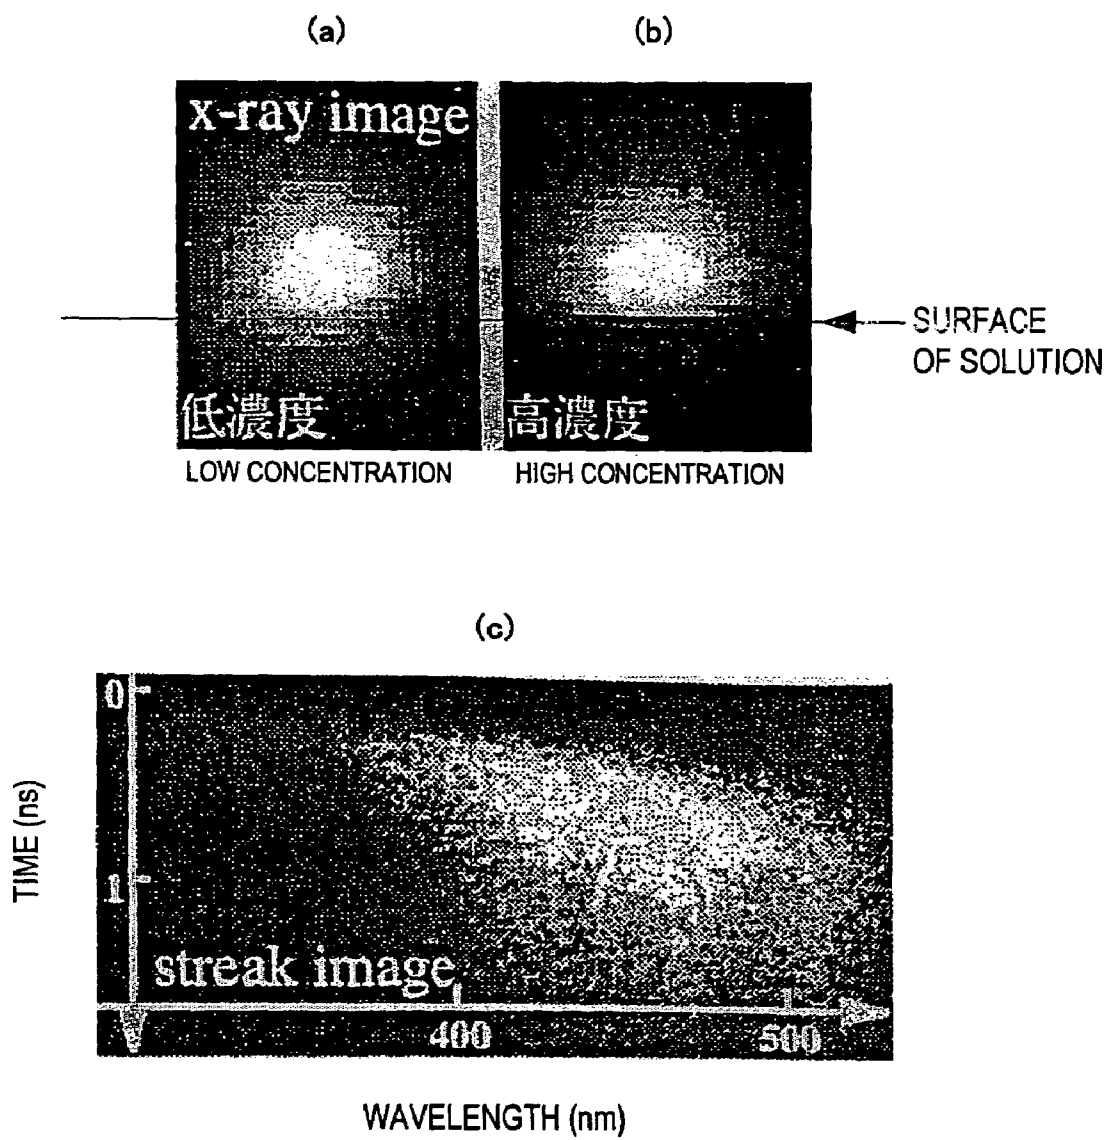 (a)
(b)
x-ray image
低濃度
高濃度
SURFACE
OF SOLUTION
LOW CONCENTRATION
HIGH CONCENTRATION
(c)
0
1
TIME (ns)
streak image
400
500
WAVELENGTH (nm)